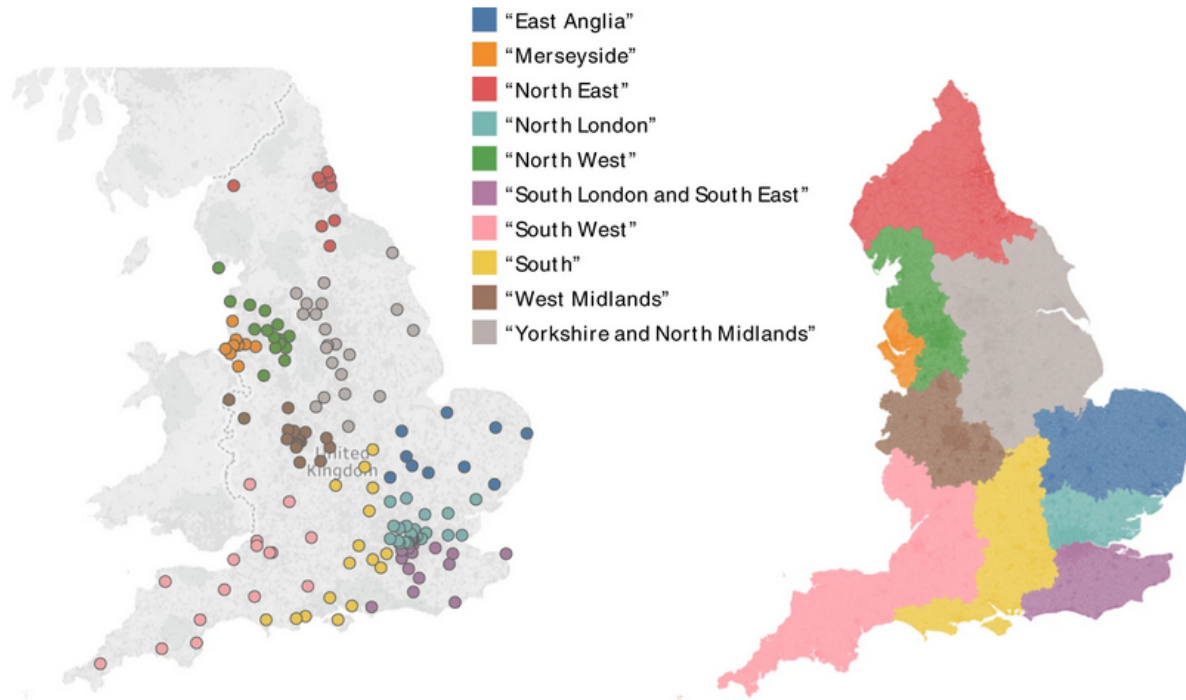 “East Anglia”
“Merseyside”
“North East”
“North London”
“North West”
“South London and South East”
“South West”
“South”
“West Midlands”
“Yorkshire and North Midlands”
United
Kingdom